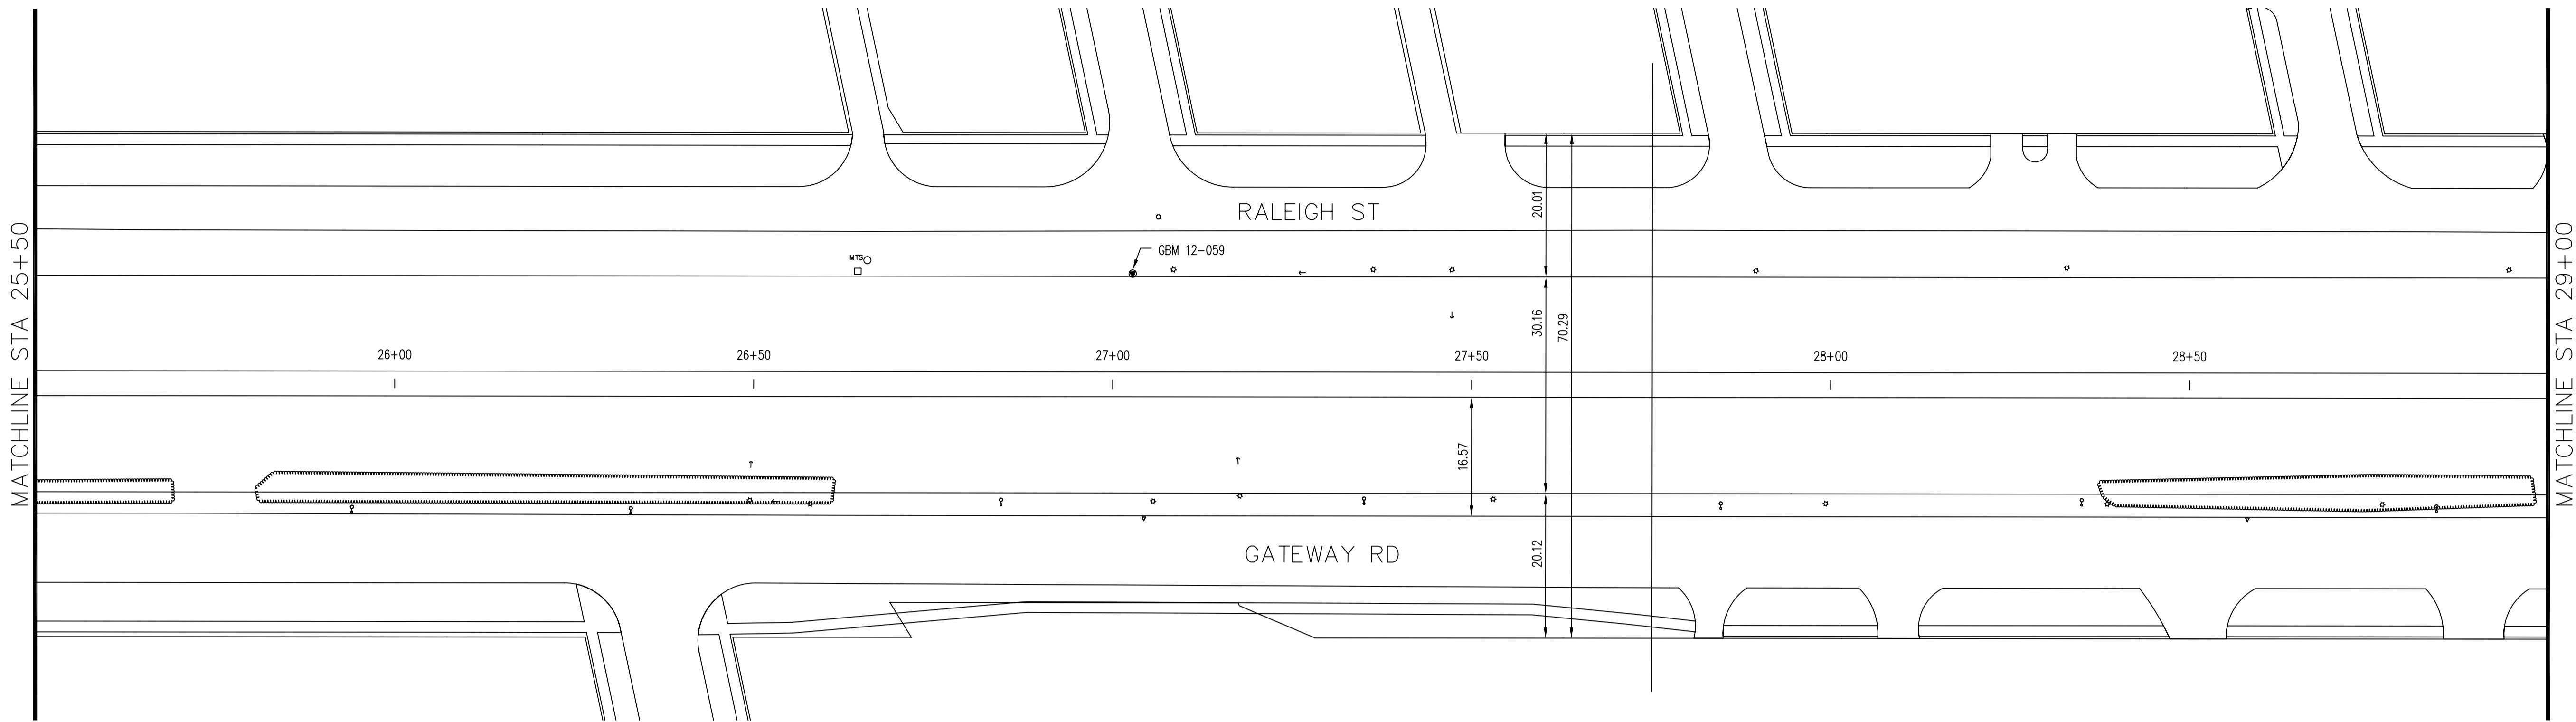 MATCHLINE STA 25+50
RALEIGH ST
MTS
GBM 12-059
20.01
30.16
70.29
26+00
26+50
27+00
27+50
28+00
28+50
16.57
20.12
GATEWAY RD
MATCHLINE STA 29+00